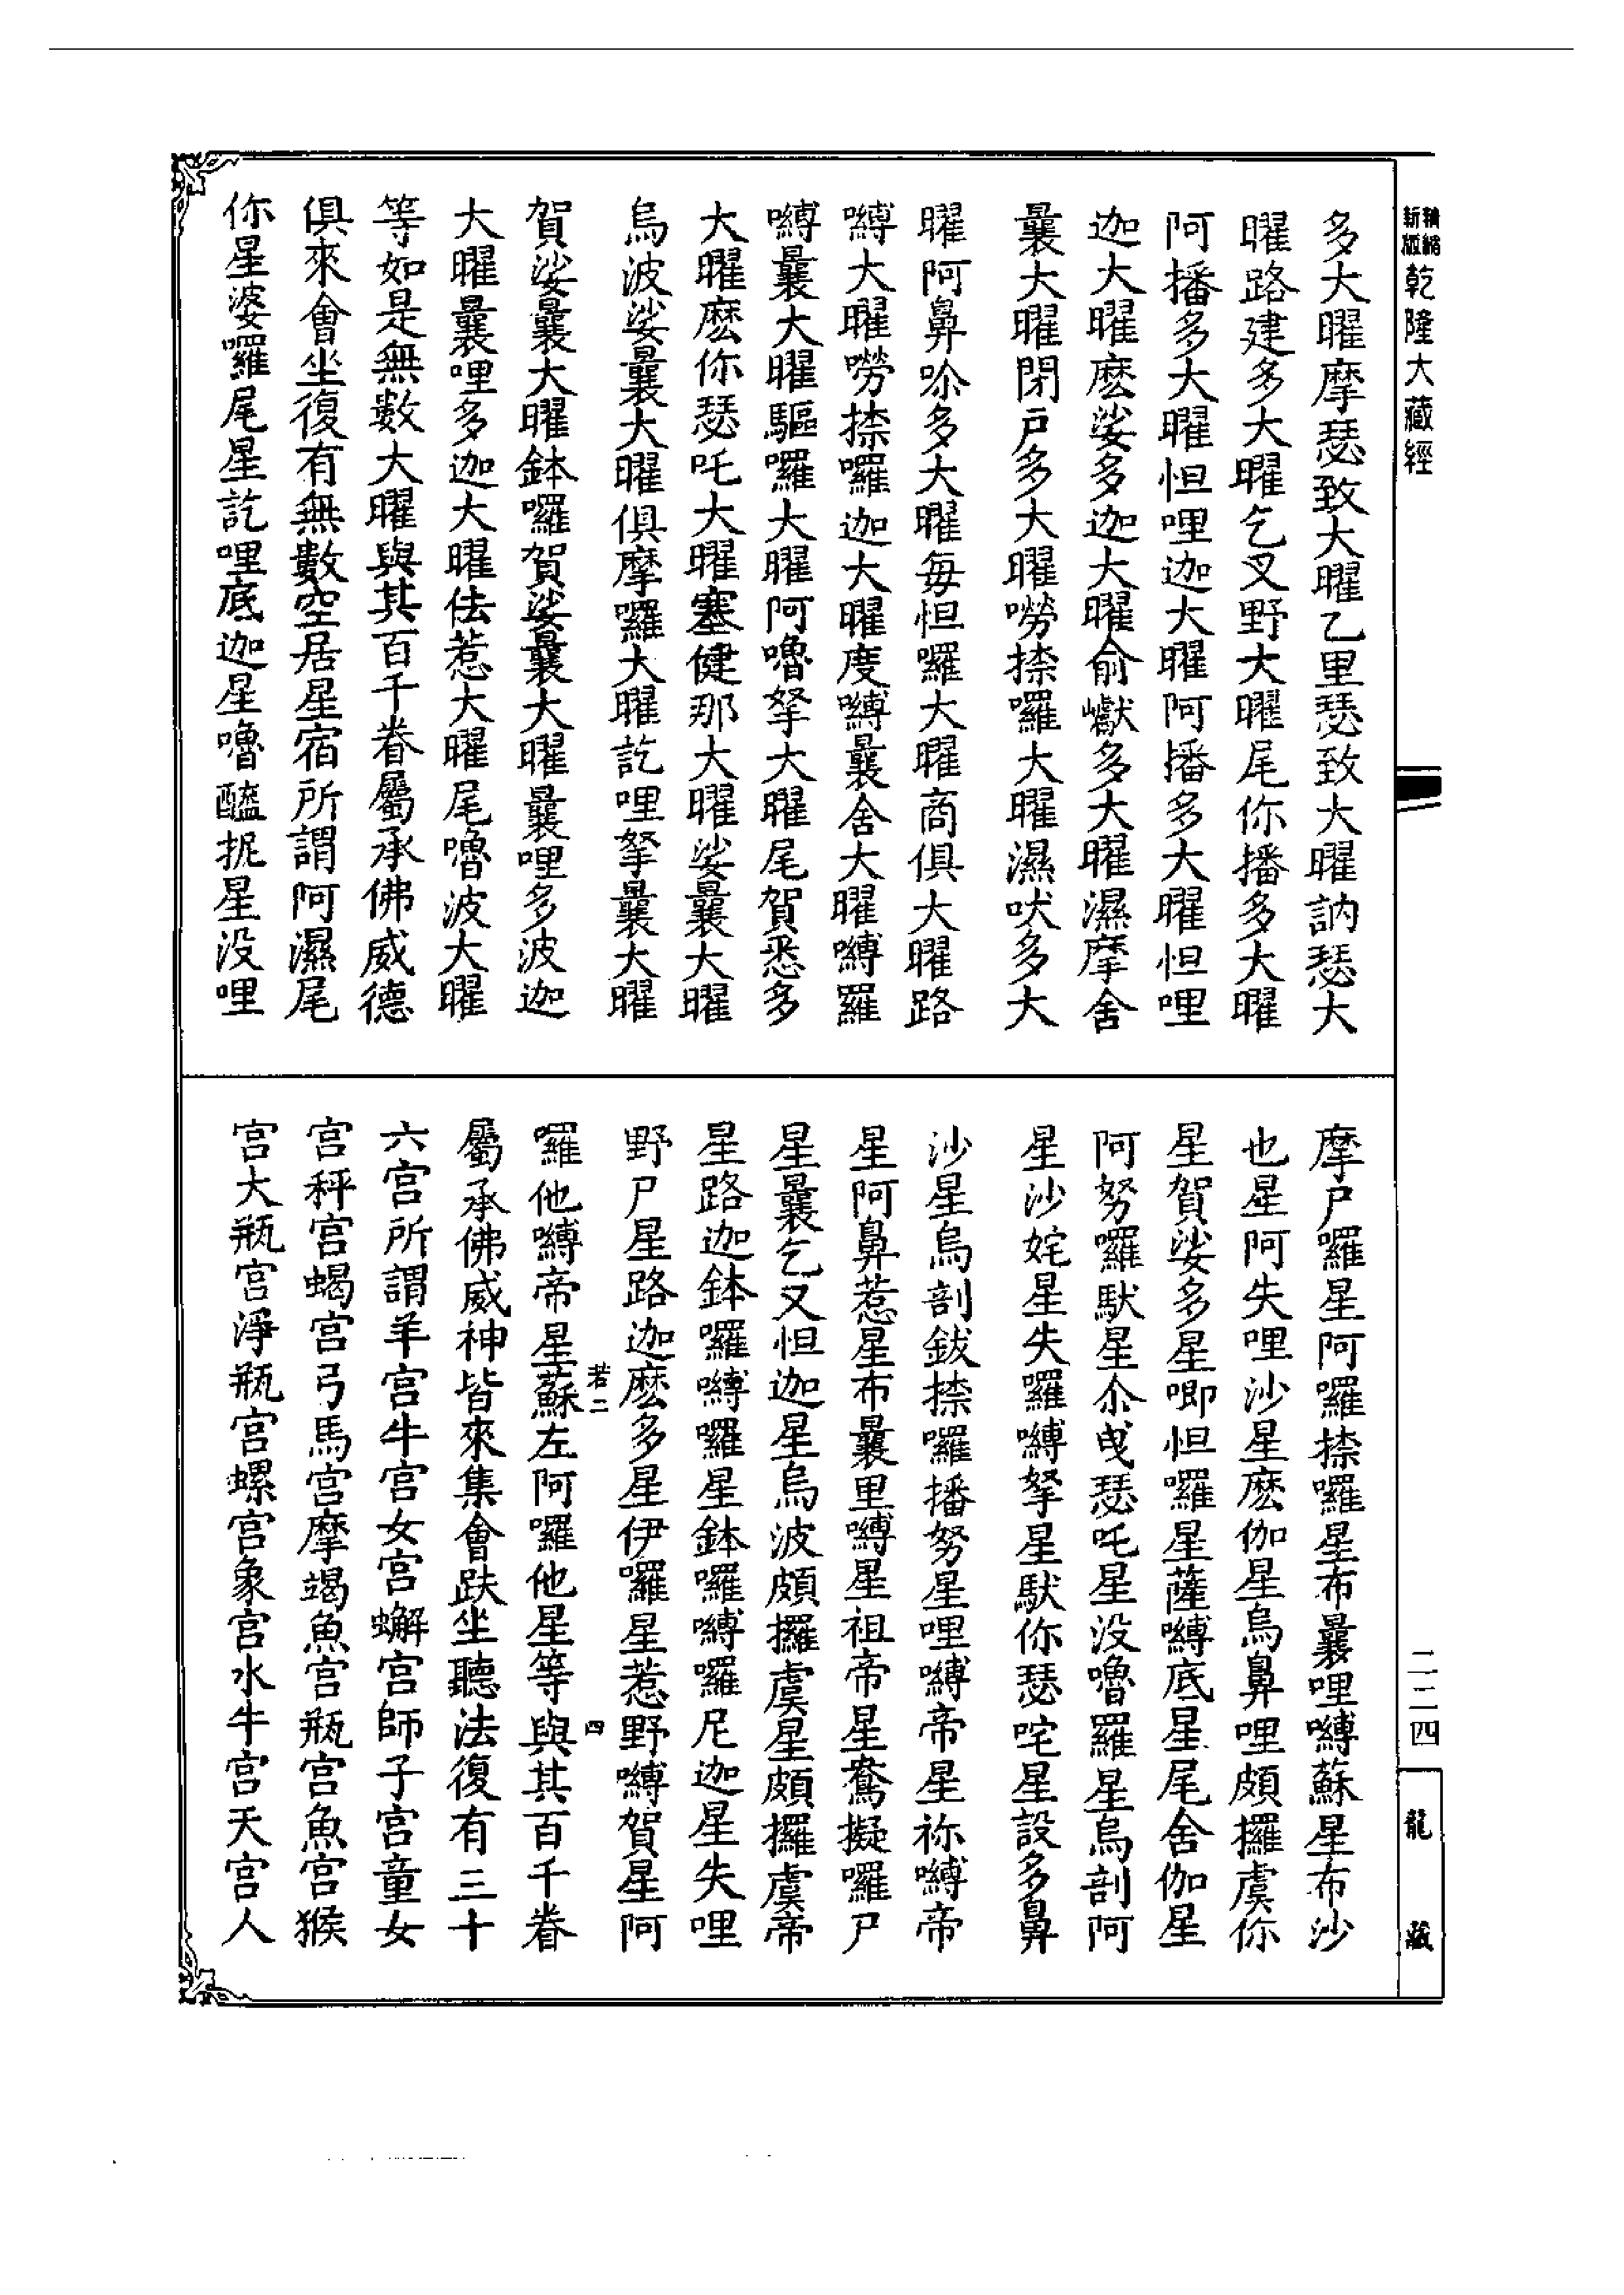 新版 精縮 乾隆大藏經
多大曜摩瑟致大曜乙里瑟致大曜訥瑟大
曜路建多大曜乞叉野大曜尾你播多大曜
阿播多大曜怛哩迦大曜阿播多大曜怛哩
迦大曜麽娑多迦大曜俞巘多大曜濕摩舍
曩大曜閉戸多大曜嘮捺囉大曜濕吠多大
曜阿鼻尒多大曜每怛囉大曜商俱大曜路
嚩大曜嘮捺囉迦大曜度嚩曩舍大曜嚩羅
嚩曩大曜驅囉大曜阿嚕拏大曜尾賀悉多
大曜麽你瑟吒大曜塞健那大曜娑曩大曜
烏波娑曩大曜俱摩囉大曜訖哩拏曩大曜
賀娑曩大曜鉢囉賀娑曩大曜曩哩多波迦
大曜曩哩多迦大曜佉惹大曜尾嚕波大曜
等如是無數大曜與其百千眷屬承佛威德
俱來會坐復有無數空居星宿所謂阿濕尾
你星婆囉尾星訖哩底迦星嚕醯抳星沒哩
摩尸囉星阿囉捺囉星布曩哩嚩蘇星布沙
也星阿失哩沙星麽伽星烏鼻哩頗攞虞你
星賀娑多星唧怛囉星薩嚩底星尾舍伽星
阿努囉馱星尒曳瑟吒星沒嚕羅星烏剖阿
星沙姹星失囉嚩拏星馱你瑟咤星設多鼻
沙星烏剖鈸捺囉播努星哩嚩帝星祢嚩帝
星阿鼻惹星布曩里嚩星祖帝星鴦擬囉尸
星曩乞叉怛迦星烏波頗攞虞星頗攞虞帝
星路迦鉢囉嚩囉星鉢囉嚩囉尼迦星失哩
野尸星路迦麽多星伊囉星惹野嚩賀星阿
囉他嚩帝星蘇左阿囉他星等與其百千眷
若二
四
屬承佛威神皆來集會趺坐聽法復有三十
六宮所謂羊宮牛宮女宮蠏宮師子宮童女
宮秤宮蝎宮弓馬宮摩竭魚宮瓶宮魚宮猴
宮大瓶宮淨瓶宮螺宮象宮水牛宮天宮人
二二四
龍藏